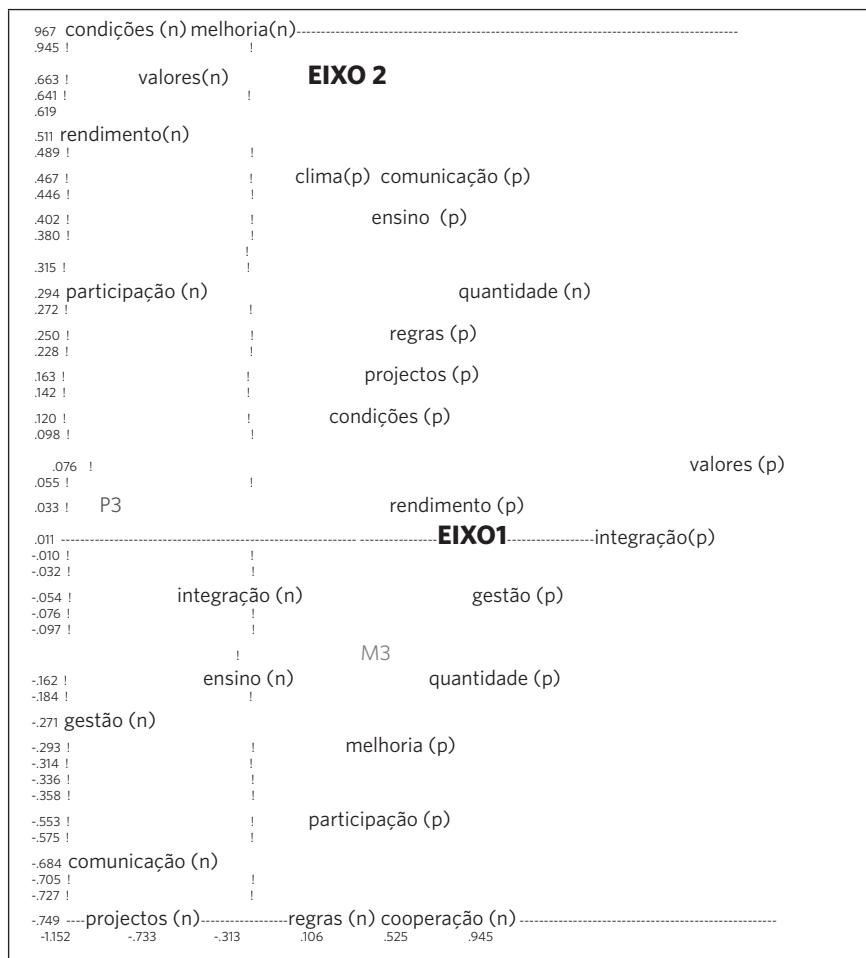 967 condições (n) melhoria(n)------------------------------------------------------------
.945 ! !
.663 ! valores(n) EIXO 2
.641 ! !
.619
.511 rendimento(n)
.489 ! !
.467 ! ! clima(p) comunicação (p)
.446 ! !
.402 ! ! ensino (p)
.380 ! !
!
.315 ! !
.294 participação (n) quantidade (n)
.272 ! !
.250 ! ! regras (p)
.228 ! !
.163 ! ! projectos (p)
.142 ! !
.120 ! ! condições (p)
.098 ! !
.076 ! valores (p)
.055 ! !
.033 ! P3 rendimento (p)
.011 ------------------------------------------------------------ ----------------EIXO1------------------integração(p)
-.010 ! !
-.032 ! !
-.054 ! integração (n) gestão (p)
-.076 ! !
-.097 ! !
! M3
-.162 ! ensino (n) quantidade (p)
-.184 ! !
-.271 gestão (n)
-.293 ! ! melhoria (p)
-.314 ! !
-.336 ! !
-.358 ! !
-.553 ! ! participação (p)
-.575 ! !
-.684 comunicação (n)
-.705 ! !
-.727 ! !
-.749 ----projectos (n)------------------regras (n) cooperação (n) ----------------------------------------------------
-1.152 -.733 -.313 .106 .525 .945